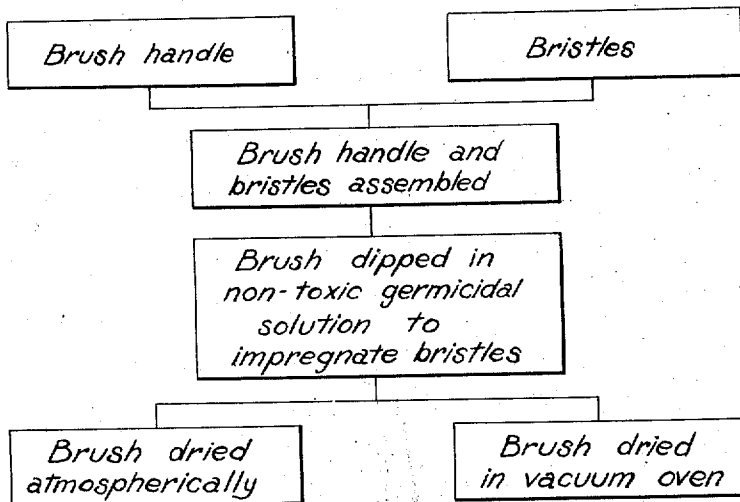 Brush handle
Bristles
Brush handle and
bristles assembled
Brush dipped in
non-toxic germicidal
solution to
impregnate bristles
Brush dried
atmospherically
Brush dried
in vacuum oven